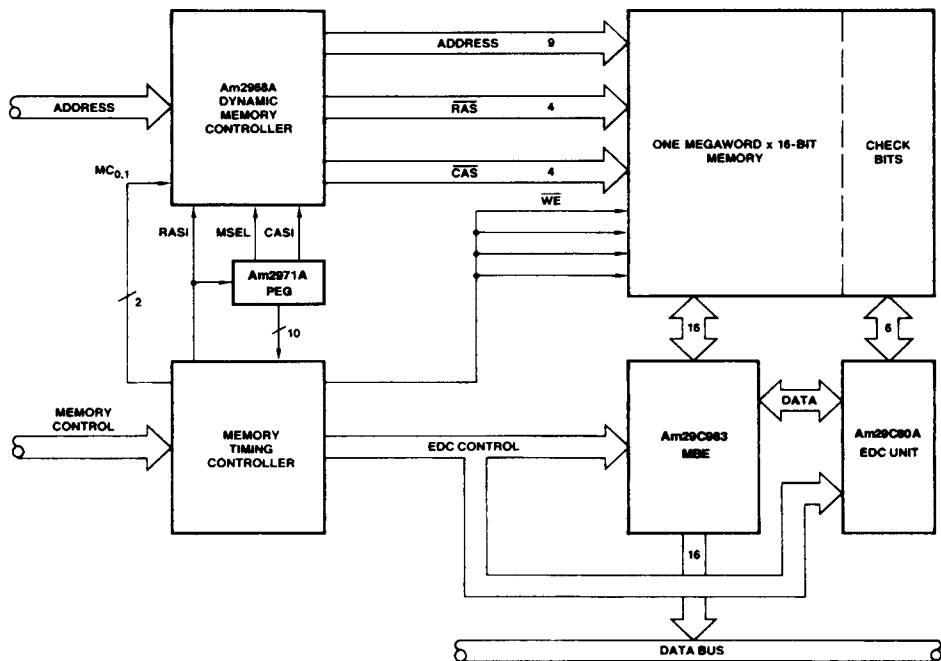 ADDRESS
Am2968A
DYNAMIC
MEMORY
CONTROLLER
ADDRESS 9
RAS 4
CAS 4
WE
ONE MEGAWORD x 16-BIT
MEMORY
CHECK
BITS
MC0,1
RASI
MSEL
CASI
Am2971A
PEG
2
10
16
6
MEMORY
CONTROL
MEMORY
TIMING
CONTROLLER
EDC CONTROL
Am29C983
MBE
DATA
Am29C60A
EDC UNIT
16
DATA BUS